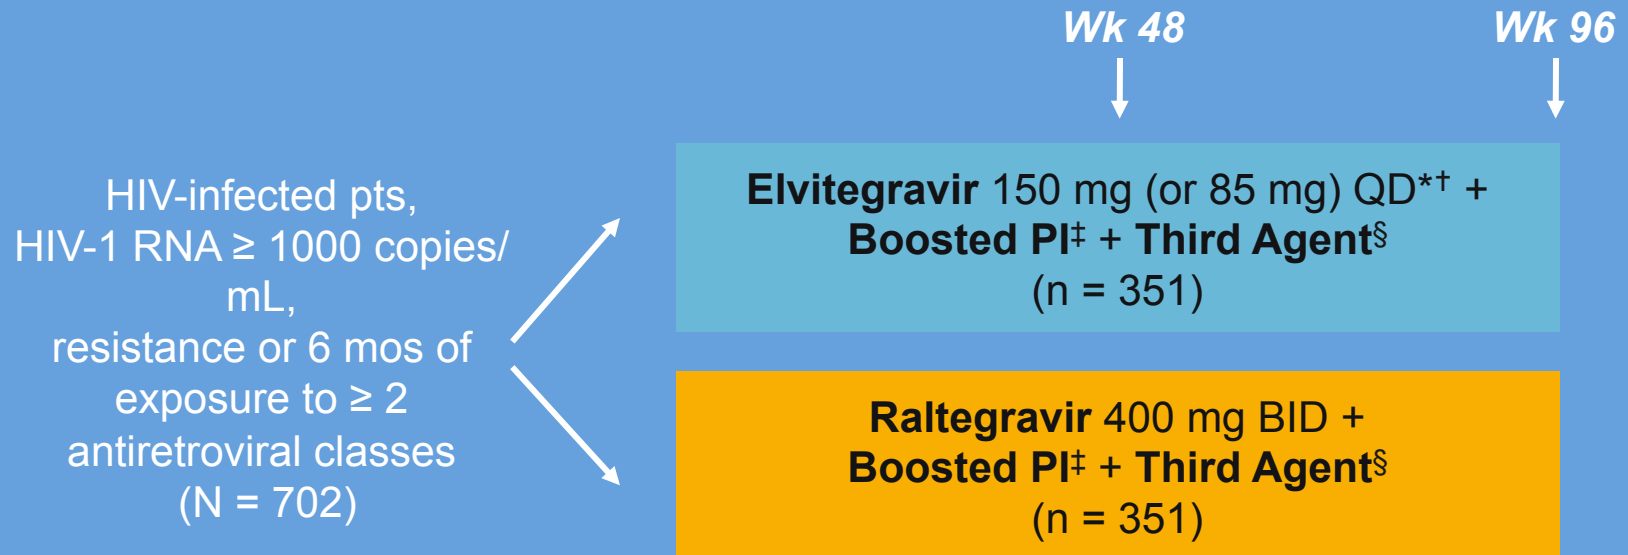 Wk 48
Wk 96
HIV-infected pts,
HIV-1 RNA ≥ 1000 copies/
mL,
resistance or 6 mos of
exposure to ≥ 2
antiretroviral classes
(N = 702)
Elvitegravir 150 mg (or 85 mg) QD*† +
Boosted PI‡ + Third Agent§
(n = 351)
Raltegravir 400 mg BID +
Boosted PI‡ + Third Agent§
(n = 351)